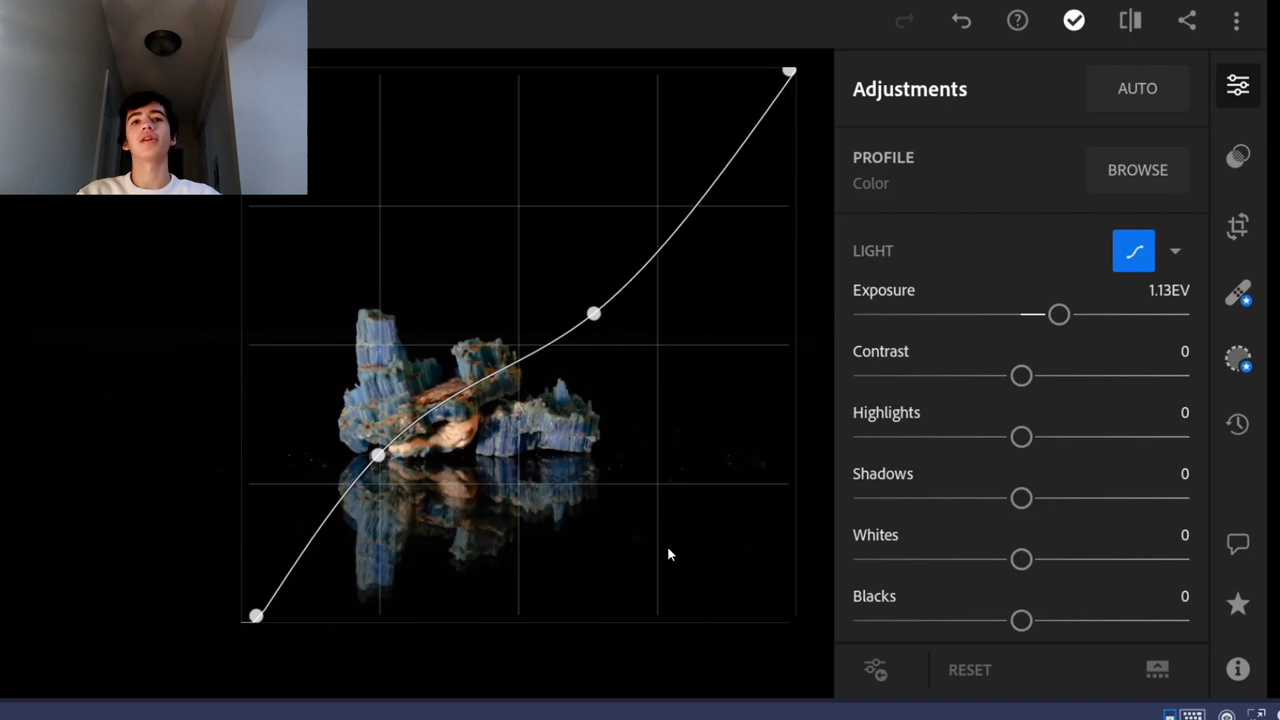 Adjustments
AUTO
PROFILE
Color
BROWSE
LIGHT
Exposure
1.13EV
Contrast
0
Highlights
0
Shadows
0
Whites
0
Blacks
0
RESET